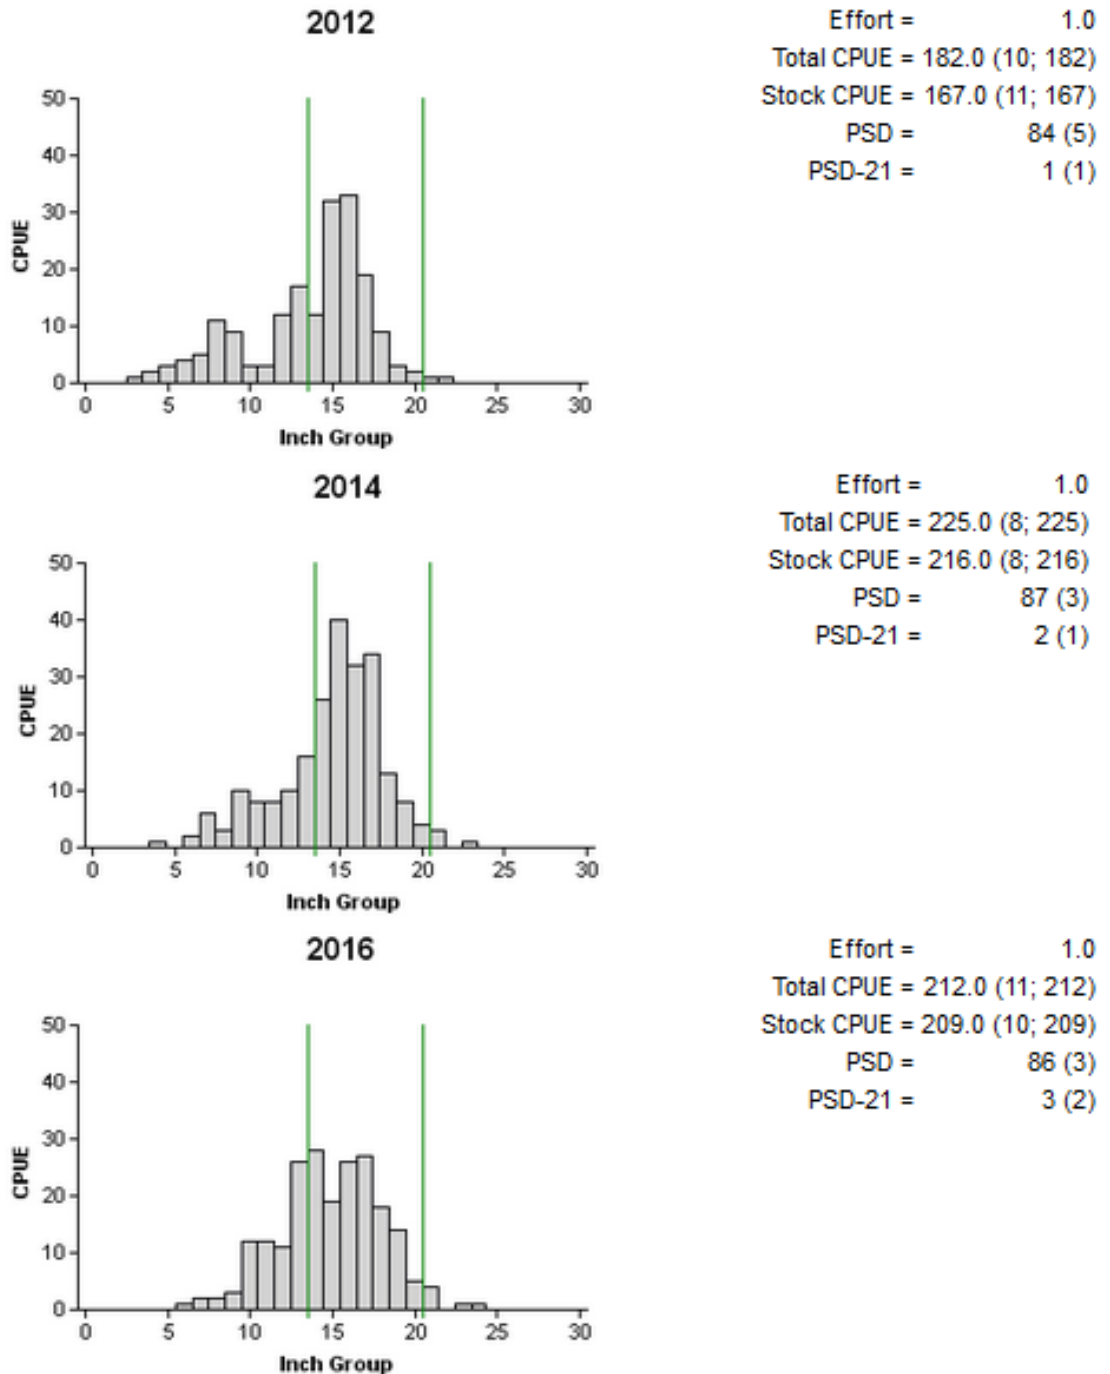 2012
Effort = 1.0
Total CPUE = 182.0 (10; 182)
Stock CPUE = 167.0 (11; 167)
PSD = 84 (5)
PSD-21 = 1 (1)
50
40
30
20
10
0
CPUE
0 5 10 15 20 25 30
Inch Group
2014
Effort = 1.0
Total CPUE = 225.0 (8; 225)
Stock CPUE = 216.0 (8; 216)
PSD = 87 (3)
PSD-21 = 2 (1)
50
40
30
20
10
0
CPUE
0 5 10 15 20 25 30
Inch Group
2016
Effort = 1.0
Total CPUE = 212.0 (11; 212)
Stock CPUE = 209.0 (10; 209)
PSD = 86 (3)
PSD-21 = 3 (2)
50
40
30
20
10
0
CPUE
0 5 10 15 20 25 30
Inch Group